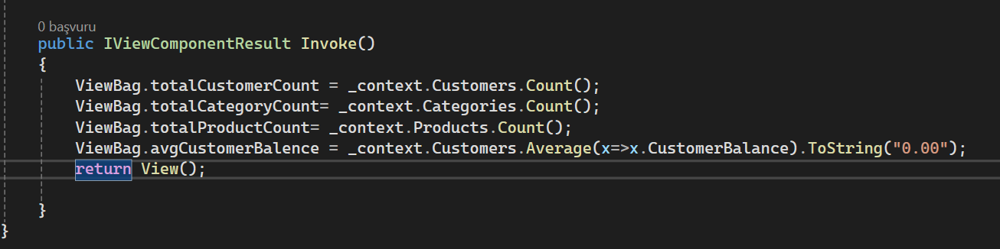 0 başvuru
public IViewComponentResult Invoke()
{
ViewBag.totalCustomerCount = _context.Customers.Count();
ViewBag.totalCategoryCount= _context.Categories.Count();
ViewBag.totalProductCount= _context.Products.Count();
ViewBag.avgCustomerBalence = _context.Customers.Average(x=>x.CustomerBalance).ToString("0.00");
return View();
}
}